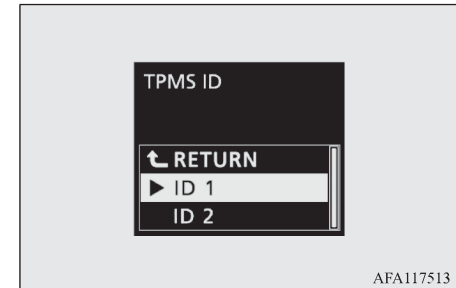 TPMS ID
RETURN
ID 1
ID 2
AFA117513